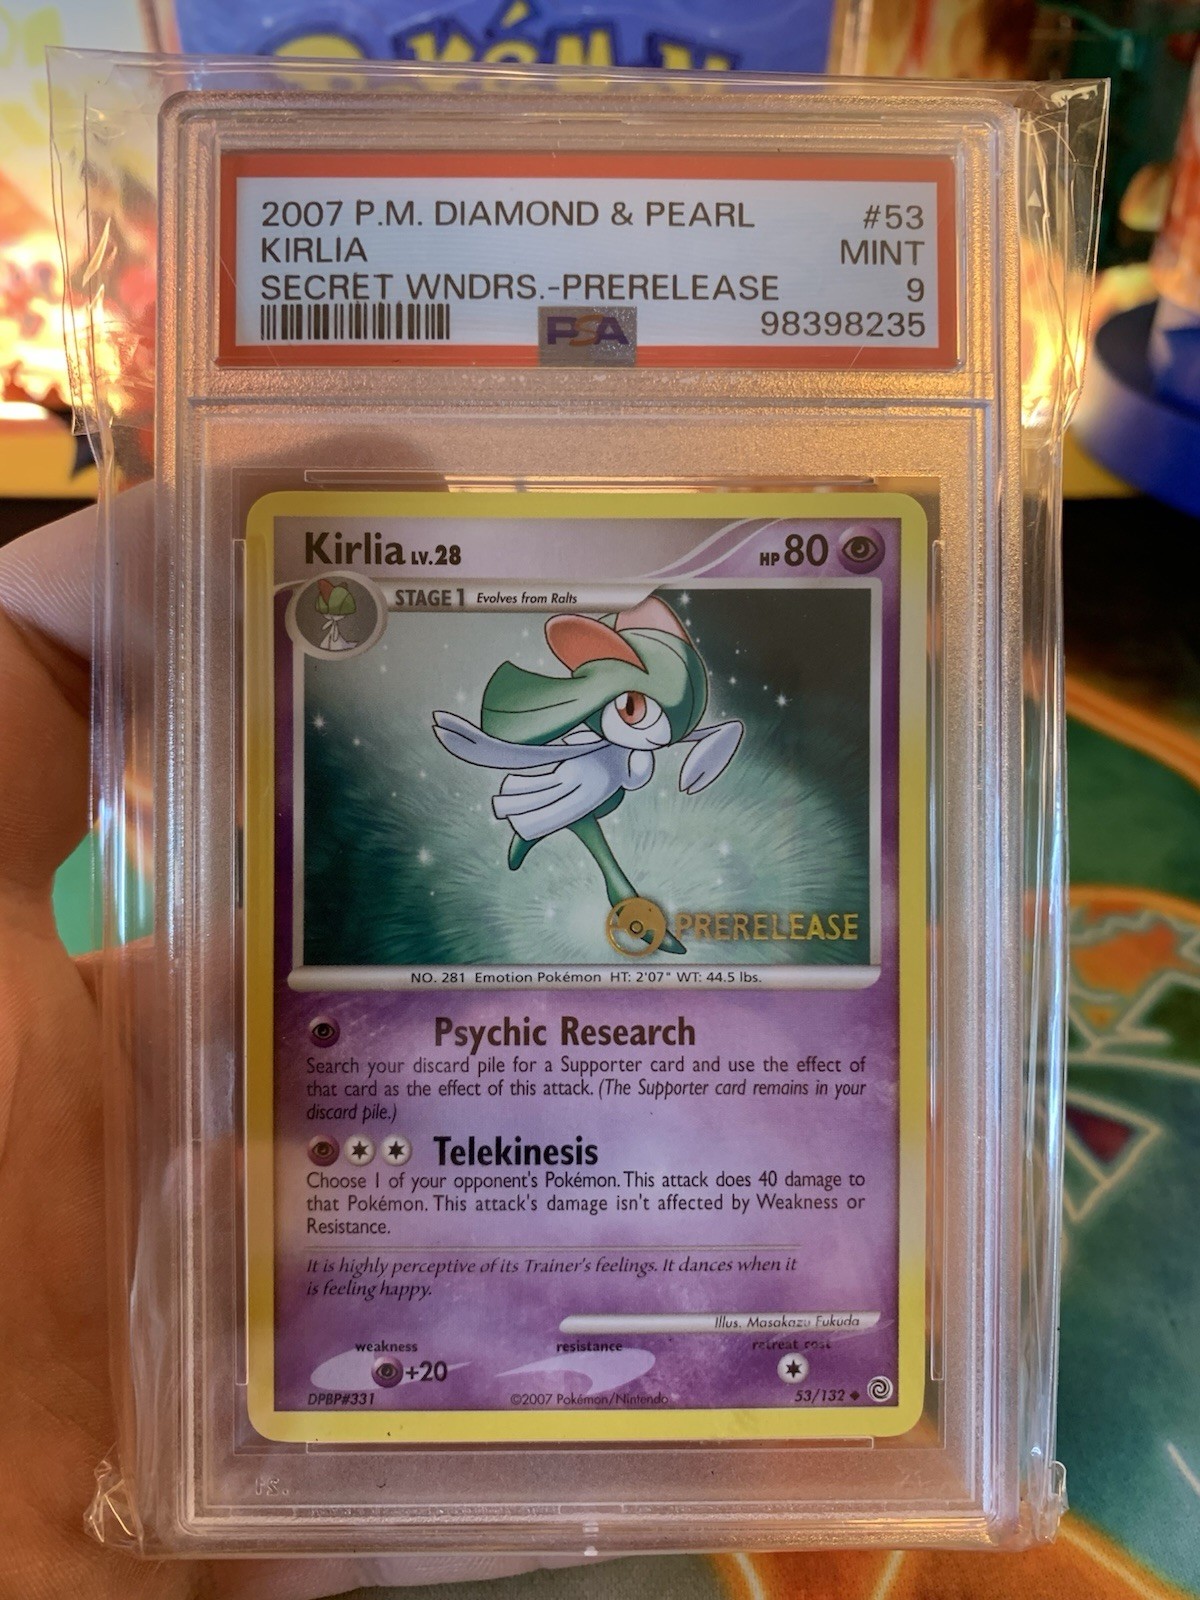 Pokémon
2007 P.M. DIAMOND & PEARL #53
KIRLIA MINT
SECRET WNDRS.-PRERELEASE 9
PSA 98398235
Kirlia LV.28 HP 80
STAGE 1 Evolves from Ralts
PRERELEASE
NO. 281 Emotion Pokémon HT: 2'07" WT: 44.5 lbs.
Psychic Research
Search your discard pile for a Supporter card and use the effect of
that card as the effect of this attack. (The Supporter card remains in your
discard pile.)
Telekinesis
Choose 1 of your opponent's Pokémon. This attack does 40 damage to
that Pokémon. This attack's damage isn't affected by Weakness or
Resistance.
It is highly perceptive of its Trainer's feelings. It dances when it
is feeling happy.
Illus. Masakazu Fukuda
weakness resistance retreat cost
+20
DPBP#331 ©2007 Pokémon/Nintendo 53/132